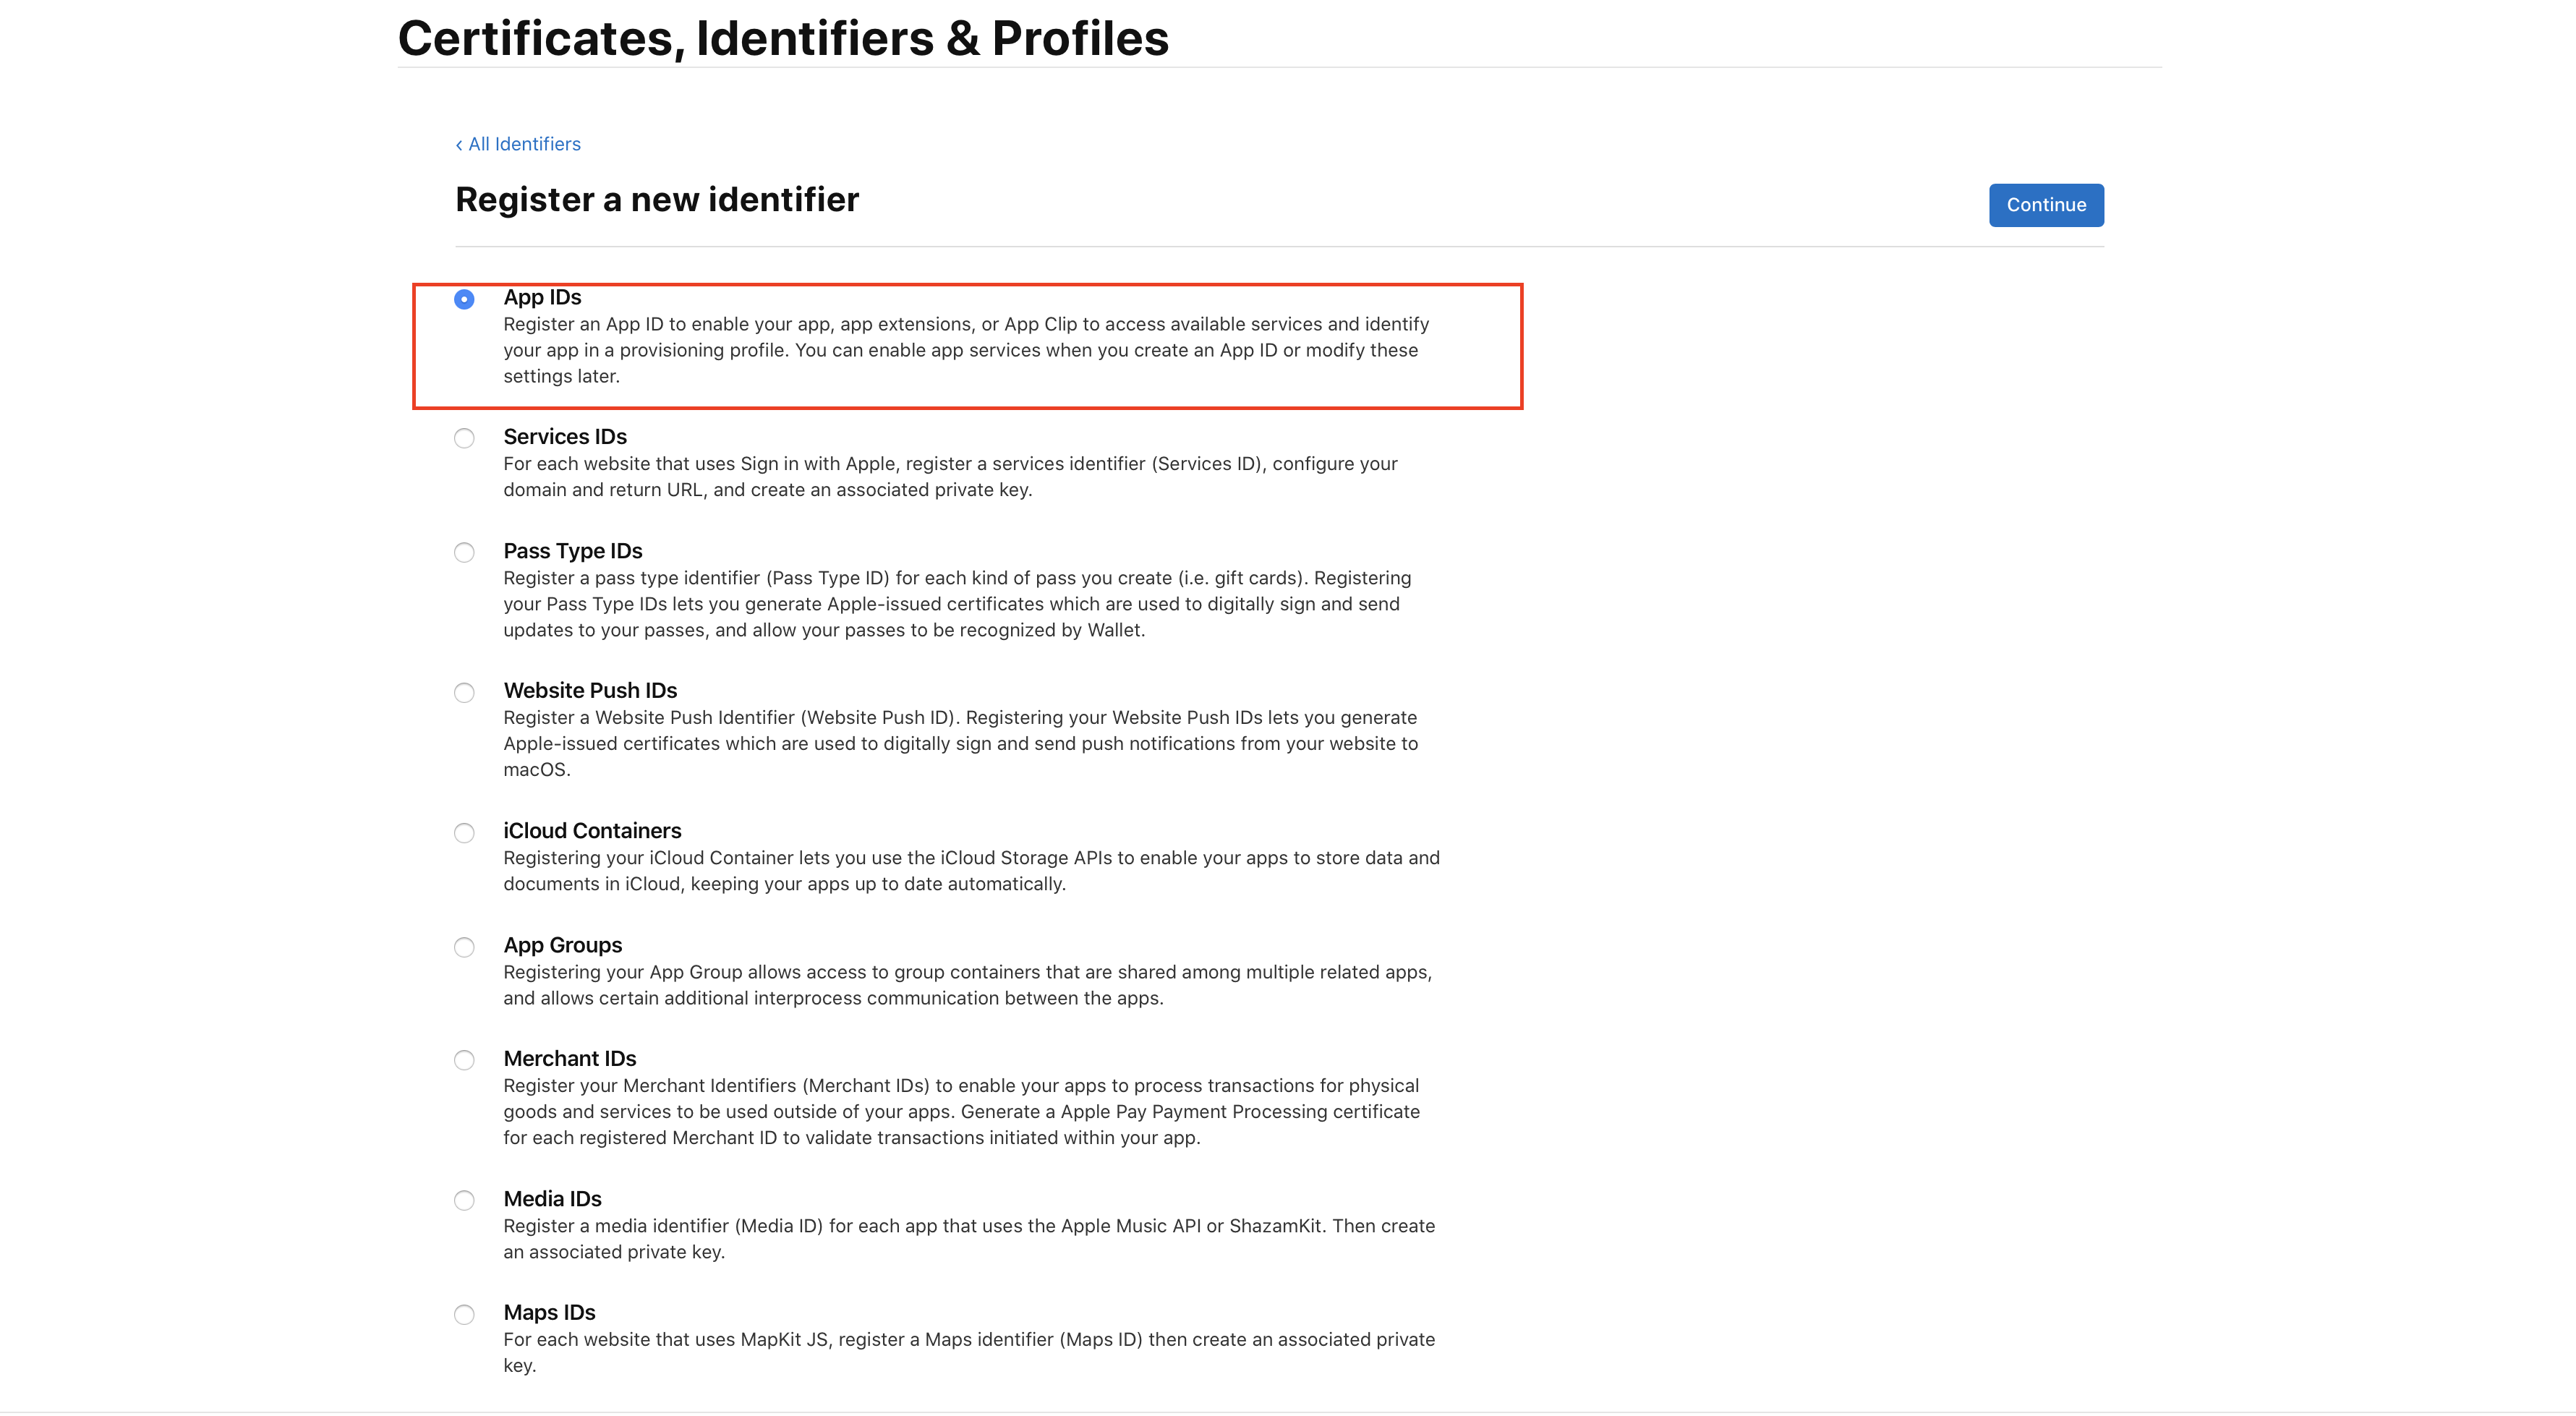 Certificates, Identifiers & Profiles
‹ All Identifiers
Register a new identifier
Continue
App IDs
Register an App ID to enable your app, app extensions, or App Clip to access available services and identify
your app in a provisioning profile. You can enable app services when you create an App ID or modify these
settings later.
Services IDs
For each website that uses Sign in with Apple, register a services identifier (Services ID), configure your
domain and return URL, and create an associated private key.
Pass Type IDs
Register a pass type identifier (Pass Type ID) for each kind of pass you create (i.e. gift cards). Registering
your Pass Type IDs lets you generate Apple-issued certificates which are used to digitally sign and send
updates to your passes, and allow your passes to be recognized by Wallet.
Website Push IDs
Register a Website Push Identifier (Website Push ID). Registering your Website Push IDs lets you generate
Apple-issued certificates which are used to digitally sign and send push notifications from your website to
macOS.
iCloud Containers
Registering your iCloud Container lets you use the iCloud Storage APIs to enable your apps to store data and
documents in iCloud, keeping your apps up to date automatically.
App Groups
Registering your App Group allows access to group containers that are shared among multiple related apps,
and allows certain additional interprocess communication between the apps.
Merchant IDs
Register your Merchant Identifiers (Merchant IDs) to enable your apps to process transactions for physical
goods and services to be used outside of your apps. Generate a Apple Pay Payment Processing certificate
for each registered Merchant ID to validate transactions initiated within your app.
Media IDs
Register a media identifier (Media ID) for each app that uses the Apple Music API or ShazamKit. Then create
an associated private key.
Maps IDs
For each website that uses MapKit JS, register a Maps identifier (Maps ID) then create an associated private
key.